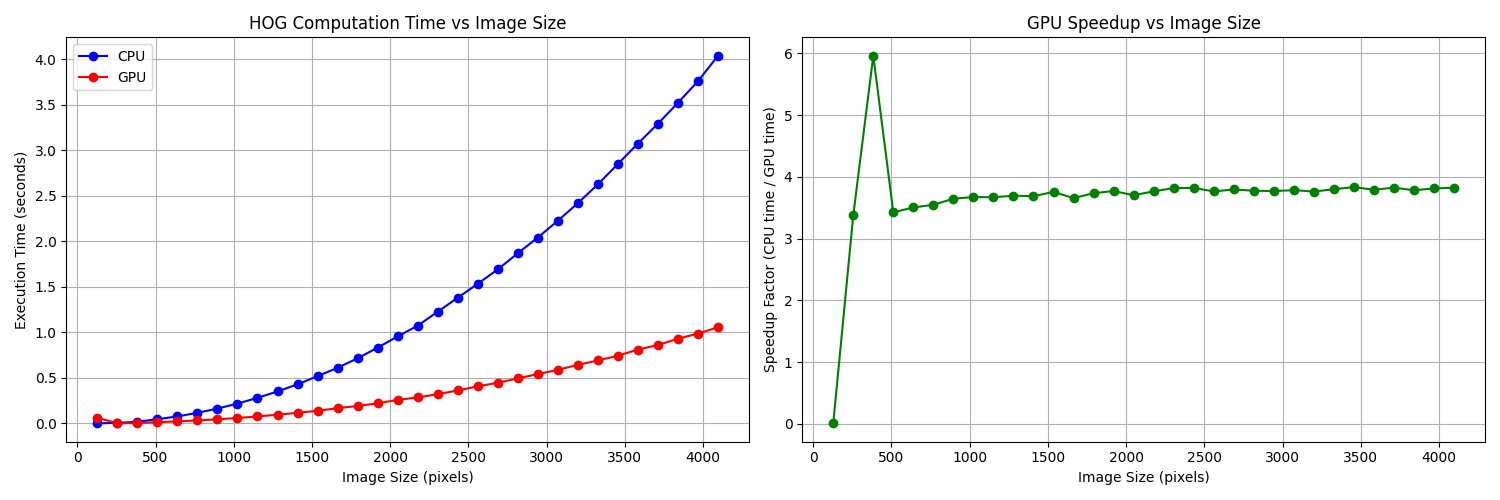 HOG Computation Time vs Image Size
CPU
GPU
Execution Time (seconds)
4.0
3.5
3.0
2.5
2.0
1.5
1.0
0.5
0.0
0 500 1000 1500 2000 2500 3000 3500 4000
Image Size (pixels)
GPU Speedup vs Image Size
Speedup Factor (CPU time / GPU time)
6
5
4
3
2
1
0
0 500 1000 1500 2000 2500 3000 3500 4000
Image Size (pixels)